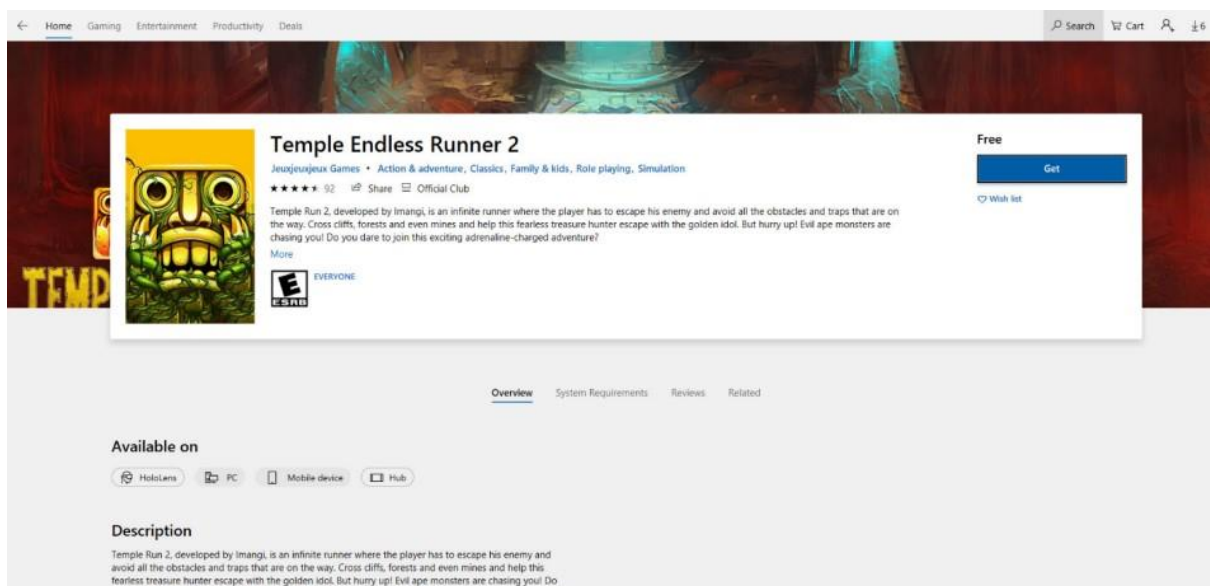 Home Gaming Entertainment Productivity Deals
Search Cart 6
TEMP
Temple Endless Runner 2
Jeuxjeuxjeux Games • Action & adventure, Classics, Family & kids, Role playing, Simulation
92 Share Official Club
Temple Run 2, developed by Imangi, is an infinite runner where the player has to escape his enemy and avoid all the obstacles and traps that are on
the way. Cross cliffs, forests and even mines and help this fearless treasure hunter escape with the golden idol. But hurry up! Evil ape monsters are
chasing you! Do you dare to join this exciting adrenaline-charged adventure?
More
E
ESRB
EVERYONE
Free
Get
Wish list
Overview System Requirements Reviews Related
Available on
HoloLens PC Mobile device Hub
Description
Temple Run 2, developed by Imangi, is an infinite runner where the player has to escape his enemy and
avoid all the obstacles and traps that are on the way. Cross cliffs, forests and even mines and help this
fearless treasure hunter escape with the golden idol. But hurry up! Evil ape monsters are chasing you! Do